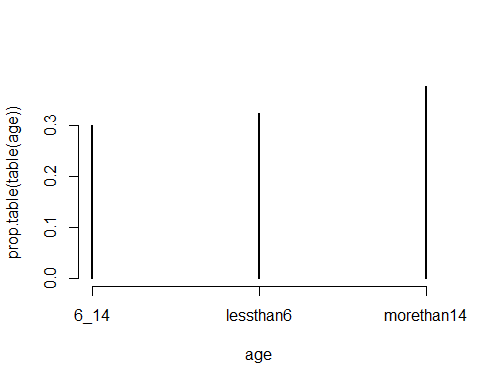 prop.table(table(age))
0.3
0.2
0.1
0.0
6_14 lessthan6 morethan14
age